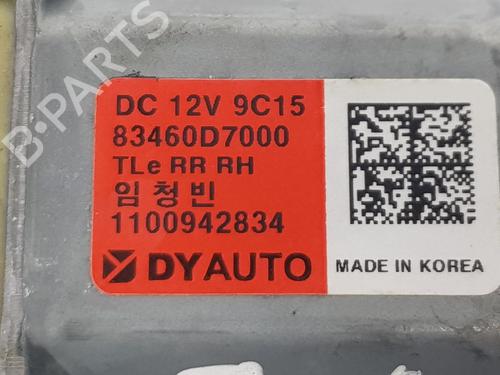 B-PARTS
DC 12V 9C15
83460D7000
TLe RR RH
임 청 빈
1100942834
DYAUTO
MADE IN KOREA